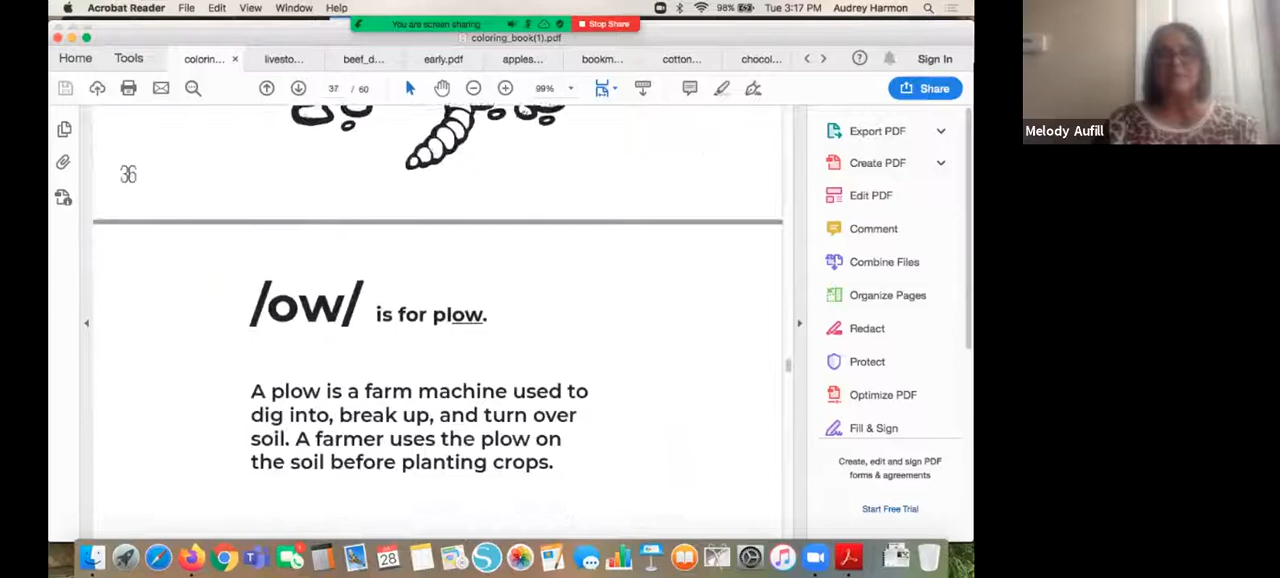 Acrobat Reader File Edit View Window Help 98% Tue 3:17 PM Audrey Harmon
You are screen sharing Stop Share
coloring_book(1).pdf
Home Tools colorin... × livesto... beef_d... early.pdf apples... bookm... cotton... chocol... Sign In
37 / 60 99% Share
Melody Aufill
Export PDF
Create PDF
Edit PDF
Comment
Combine Files
Organize Pages
Redact
Protect
Optimize PDF
Fill & Sign
Create, edit and sign PDF
forms & agreements
Start Free Trial
36
/ow/ is for plow.
A plow is a farm machine used to
dig into, break up, and turn over
soil. A farmer uses the plow on
the soil before planting crops.
28